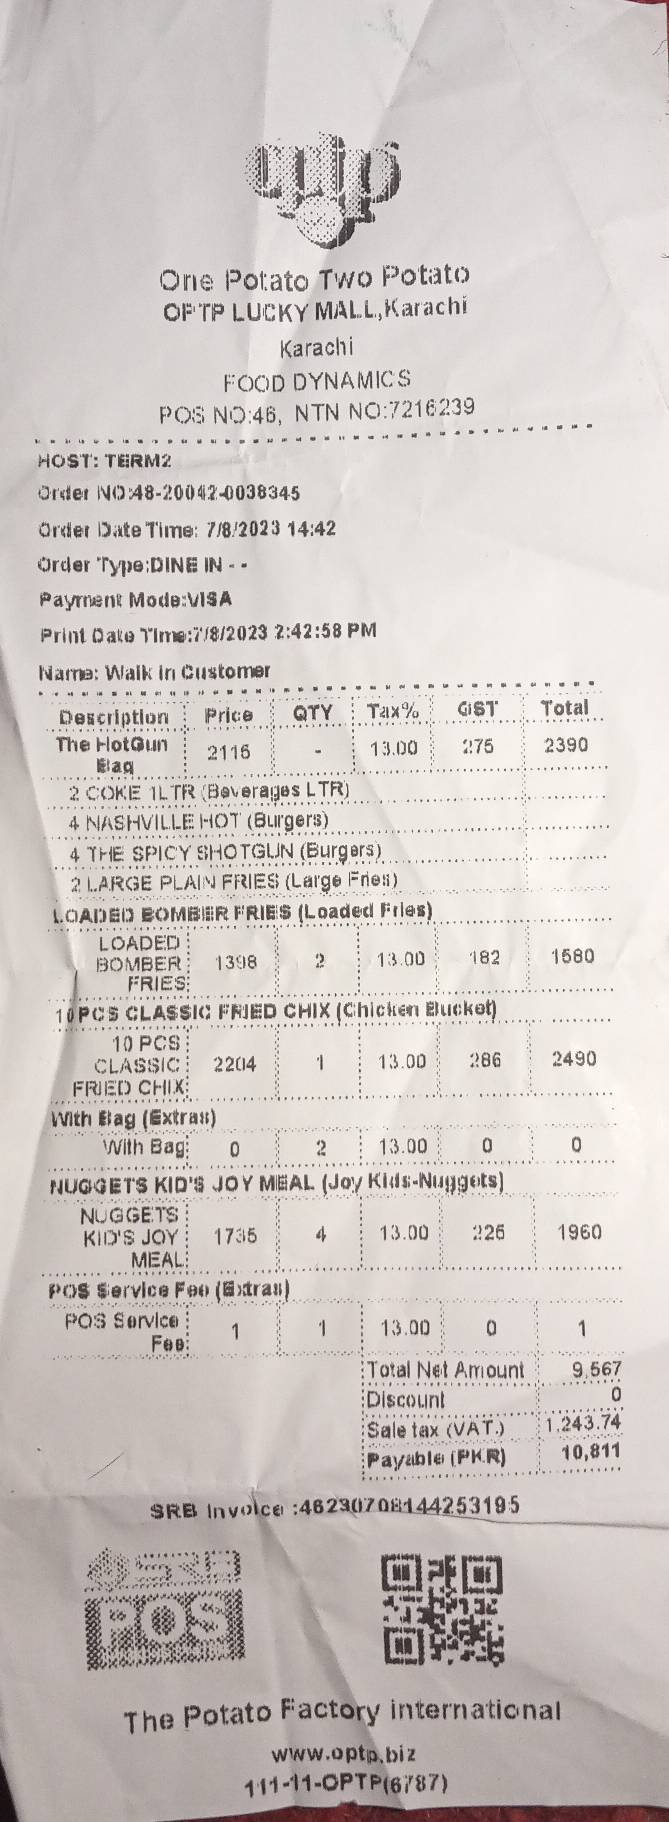 optp
One Potato Two Potato
OPTP LUCKY MALL,Karachi
Karachi
FOOD DYNAMICS
POS NO:46, NTN NO:7216239
HOST: TERM2
Order NO:48-20042-0038345
Order Date Time: 7/8/2023 14:42
Order Type:DINE IN - -
Payment Mode:VISA
Print Date Time:7/8/2023 2:42:58 PM
Name: Walk in Customer
Description Price QTY Tax% GST Total
The HotGun Bag 2116 - 13.00 275 2390
2 COKE 1LTR (Beverages LTR)
4 NASHVILLE HOT (Burgers)
4 THE SPICY SHOTGUN (Burgers)
2 LARGE PLAIN FRIES (Large Fries)
LOADED BOMBER FRIES (Loaded Fries)
LOADED
BOMBER 1398 2 13.00 182 1580
FRIES
10 PCS CLASSIC FRIED CHIX (Chicken Bucket)
10 PCS
CLASSIC 2204 1 13.00 286 2490
FRIED CHIX
With Bag (Extras)
With Bag 0 2 13.00 0 0
NUGGETS KID'S JOY MEAL (Joy Kids-Nuggets)
NUGGETS
KID'S JOY 1735 4 13.00 226 1960
MEAL
POS Service Fee (Extras)
POS Service 1 1 13.00 0 1
Fee
Total Net Amount 9,567
Discount 0
Sale tax (VAT.) 1,243.74
Payable (PKR) 10,811
SRB Invoice :46230708144253195
SRB
POS
The Potato Factory international
www.optp.biz
111-11-OPTP(6787)